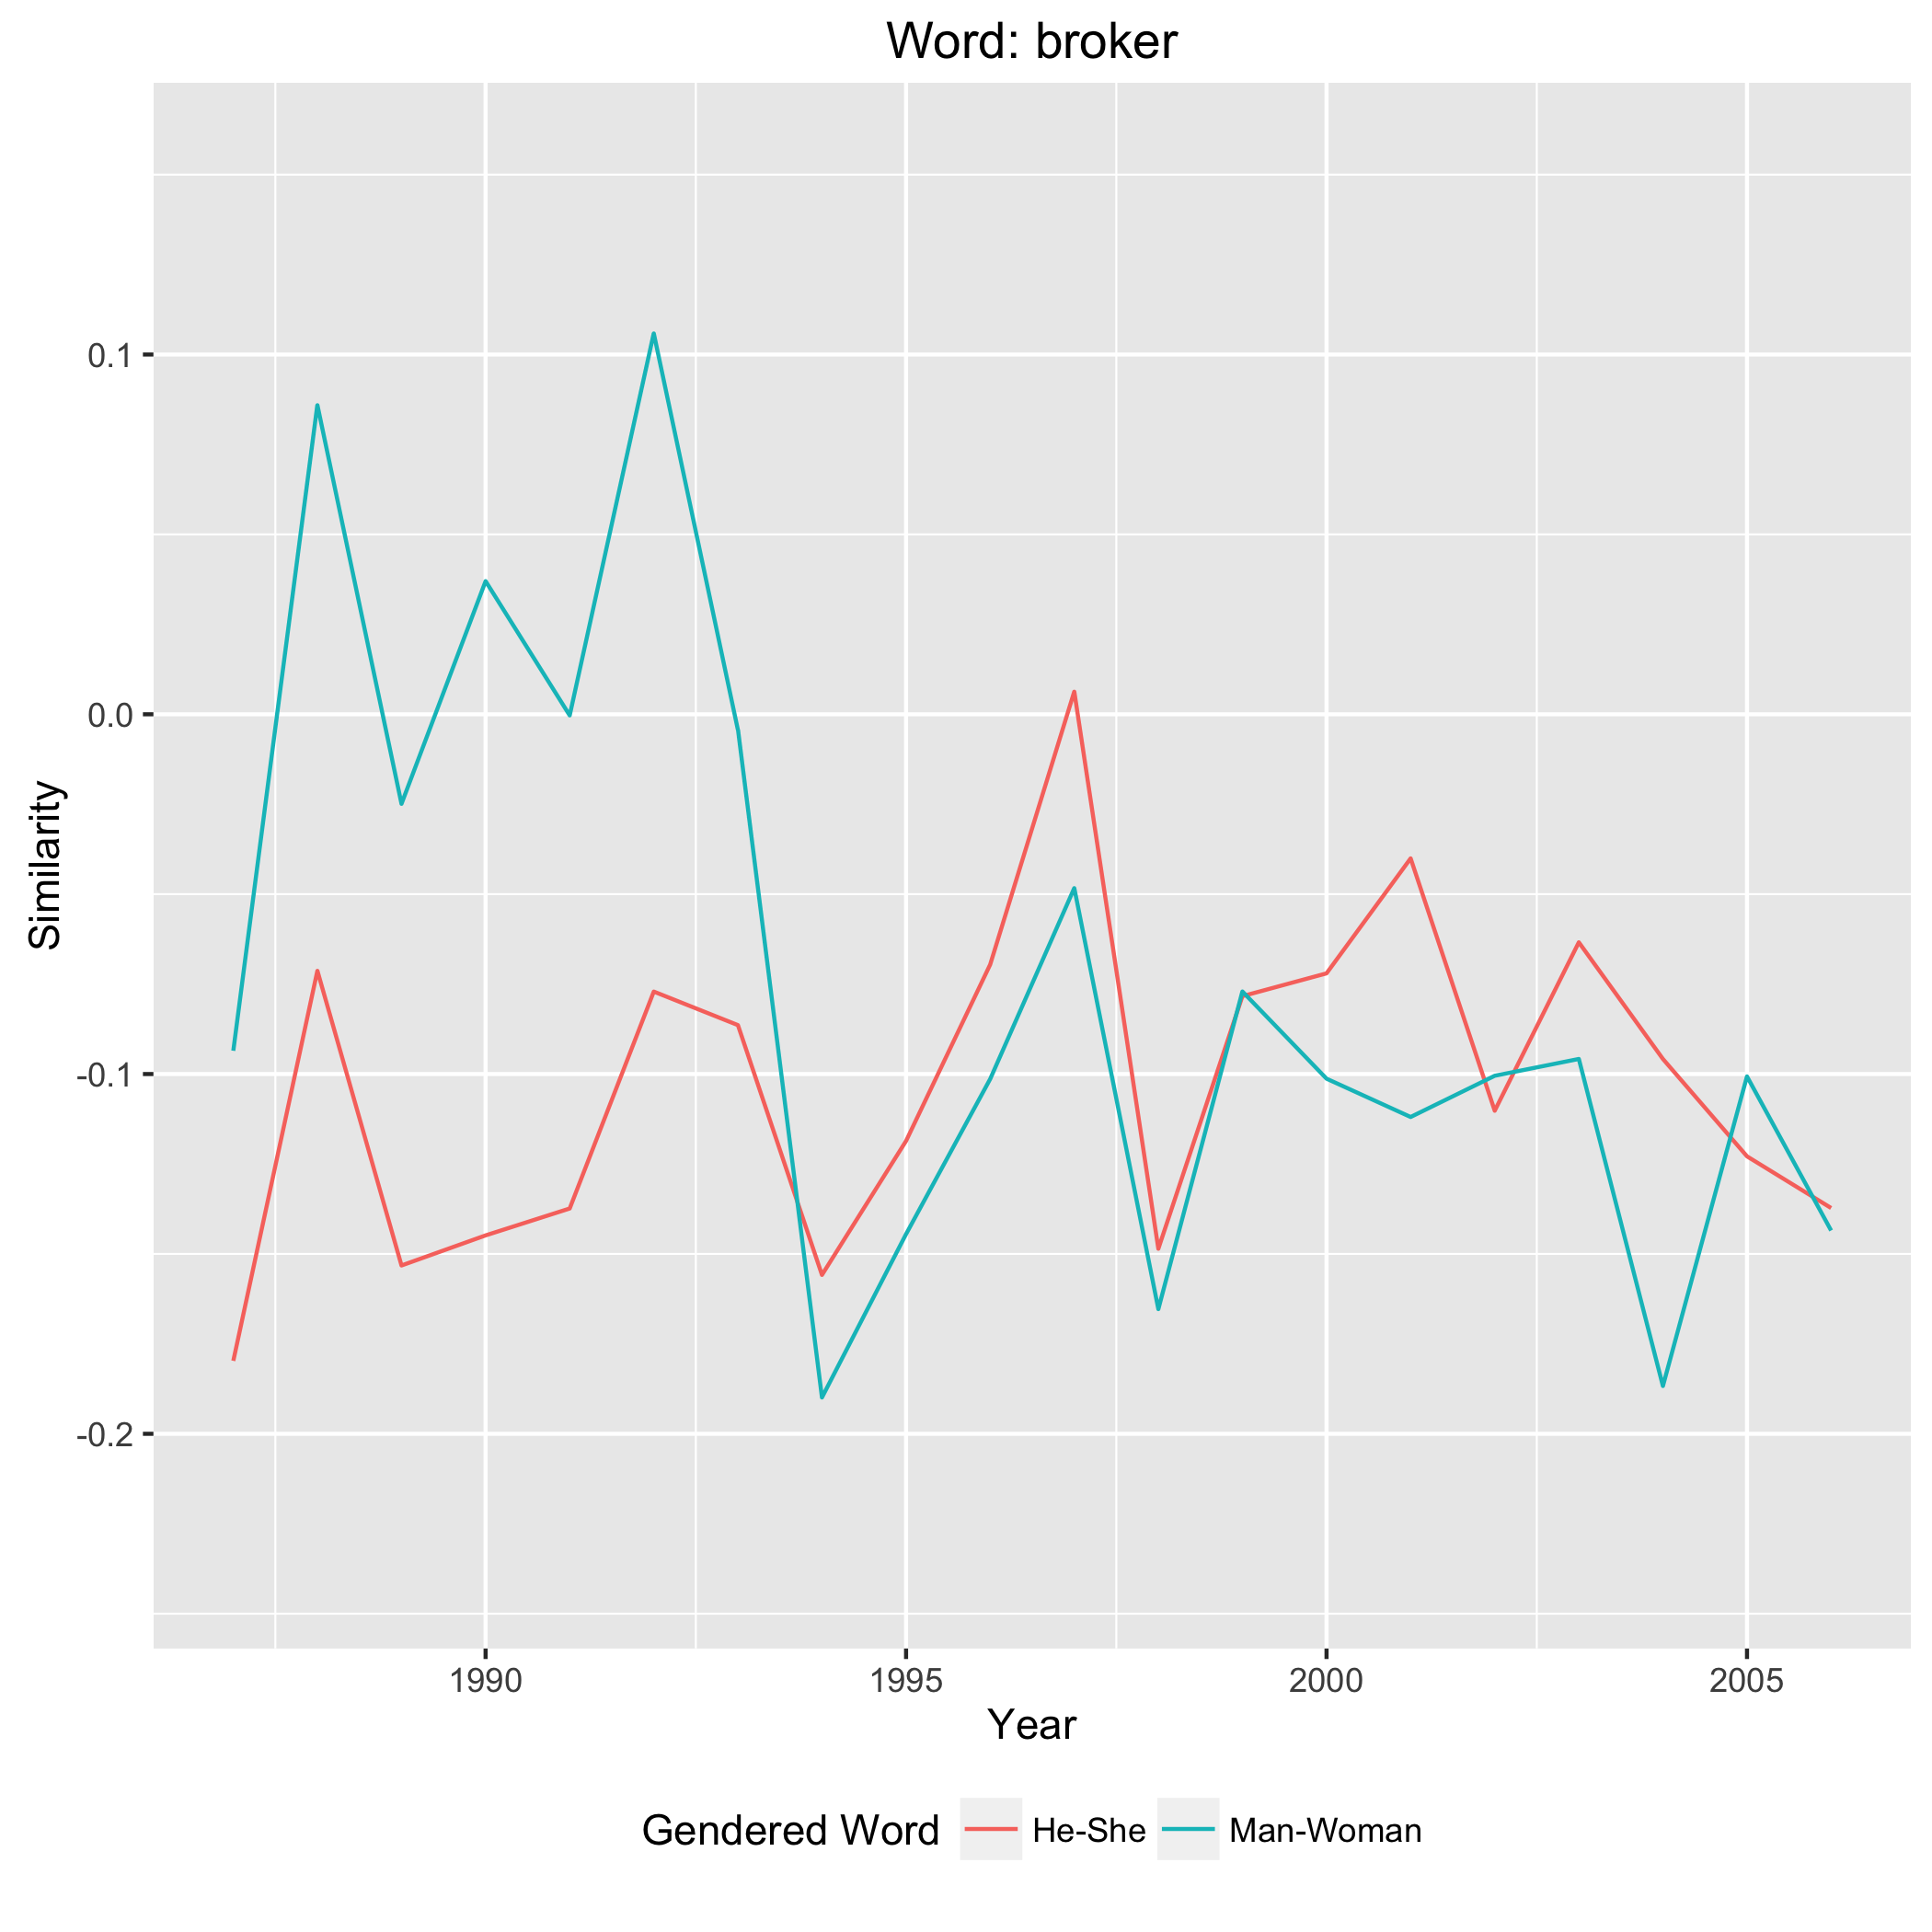 Word: broker
0.1
0.0
-0.1
-0.2
Similarity
1990 1995 2000 2005
Year
Gendered Word He-She Man-Woman